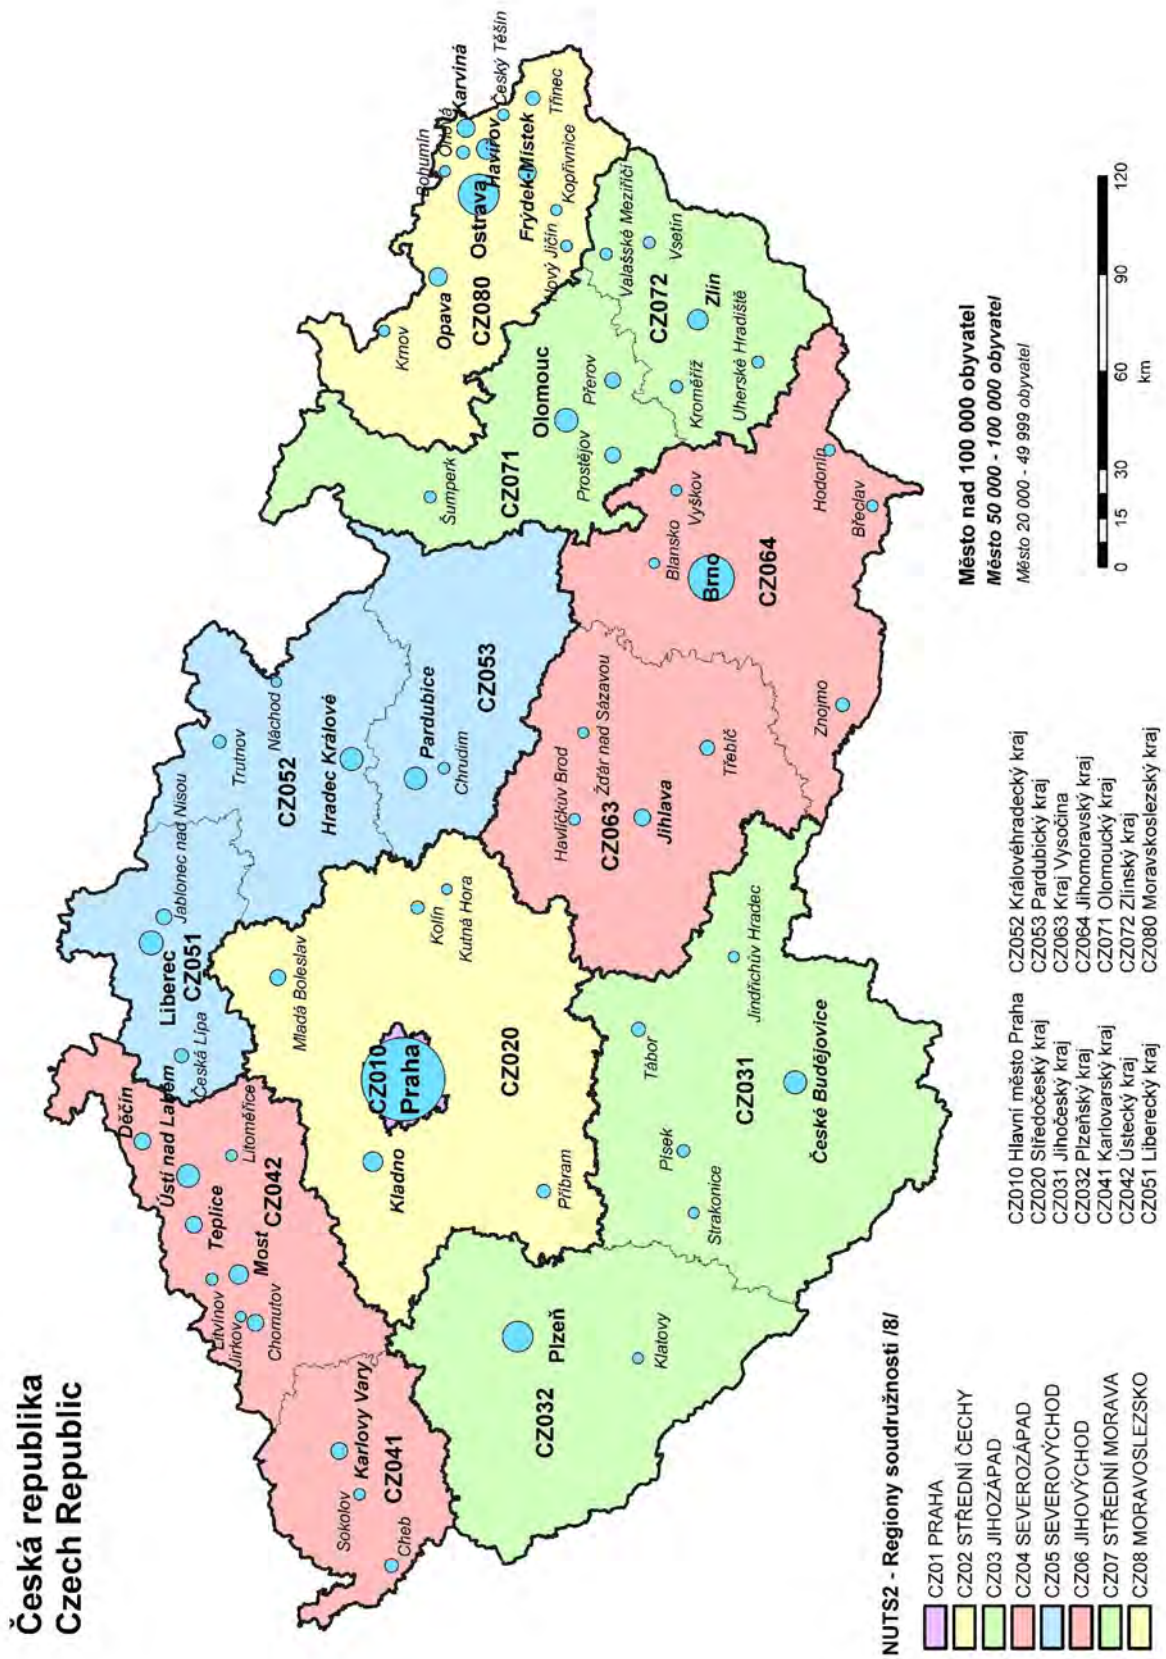 Česká republika
Czech Republic
Děčín
Ústí nad Labem
Teplice
Litoměřice
Litvínov
Most
CZ042
Jirkov
Chomutov
Sokolov
Karlovy Vary
CZ041
Cheb
Liberec
Jablonec nad Nisou
CZ051
Česká Lípa
Trutnov
Náchod
CZ052
Hradec Králové
Pardubice
Chrudim
CZ053
Mladá Boleslav
CZ010
Praha
Kladno
Kolín
Kutná Hora
CZ020
Příbram
CZ032
Plzeň
Klatovy
Tábor
Písek
Strakonice
CZ031
Jindřichův Hradec
České Budějovice
Havlíčkův Brod
Žďár nad Sázavou
CZ063
Jihlava
Třebíč
Znojmo
Blansko
Vyškov
Brno
CZ064
Hodonín
Břeclav
Šumperk
CZ071
Olomouc
Prostějov
Přerov
Krnov
Opava
CZ080
Bohumín
Orlová
Karviná
Havířov
Český Těšín
Ostrava
Frýdek-Místek
Třinec
Kopřivnice
Nový Jičín
Valašské Meziříčí
Vsetín
CZ072
Zlín
Kroměříž
Uherské Hradiště
NUTS2 - Regiony soudružnosti /8/
CZ01 PRAHA
CZ02 STŘEDNÍ ČECHY
CZ03 JIHOZÁPAD
CZ04 SEVEROZÁPAD
CZ05 SEVEROVÝCHOD
CZ06 JIHOVÝCHOD
CZ07 STŘEDNÍ MORAVA
CZ08 MORAVOSLEZSKO
CZ010 Hlavní město Praha
CZ020 Středočeský kraj
CZ031 Jihočeský kraj
CZ032 Plzeňský kraj
CZ041 Karlovarský kraj
CZ042 Ústecký kraj
CZ051 Liberecký kraj
CZ052 Královéhradecký kraj
CZ053 Pardubický kraj
CZ063 Kraj Vysočina
CZ064 Jihomoravský kraj
CZ071 Olomoucký kraj
CZ072 Zlínský kraj
CZ080 Moravskoslezský kraj
Město nad 100 000 obyvatel
Město 50 000 - 100 000 obyvatel
Město 20 000 - 49 999 obyvatel
0 15 30 60 90 120
km